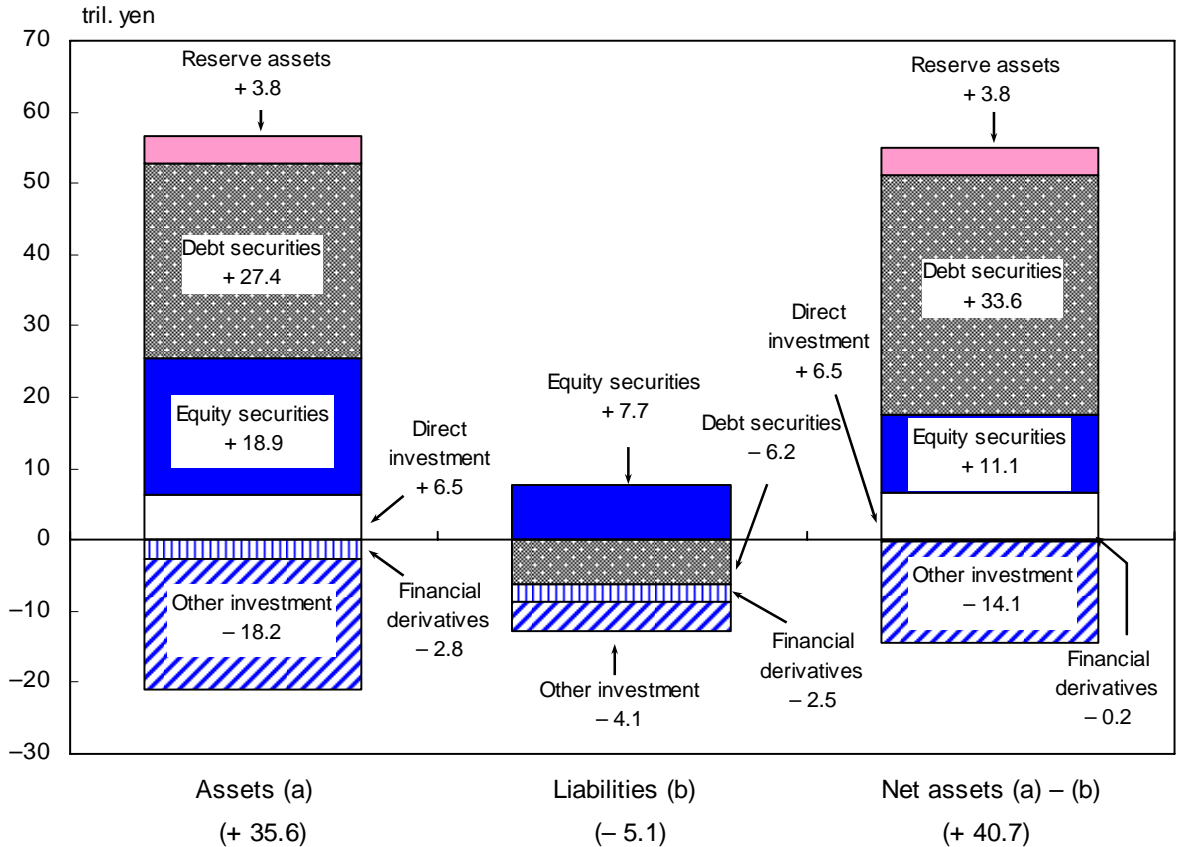 tril. yen
70
60
50
40
30
20
10
0
–10
–20
–30
Reserve assets
+ 3.8
Debt securities
+ 27.4
Equity securities
+ 18.9
Direct
investment
+ 6.5
Financial
derivatives
– 2.8
Other investment
– 18.2
Equity securities
+ 7.7
Debt securities
– 6.2
Financial
derivatives
– 2.5
Other investment
– 4.1
Reserve assets
+ 3.8
Debt securities
+ 33.6
Direct
investment
+ 6.5
Equity securities
+ 11.1
Other investment
– 14.1
Financial
derivatives
– 0.2
Assets (a)
(+ 35.6)
Liabilities (b)
(– 5.1)
Net assets (a) – (b)
(+ 40.7)